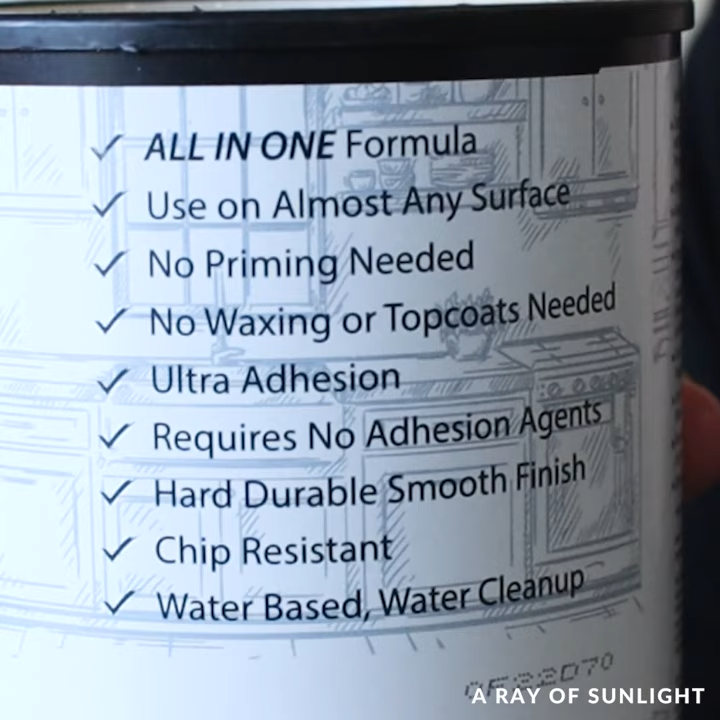 ✓ ALL IN ONE Formula
✓ Use on Almost Any Surface
✓ No Priming Needed
✓ No Waxing or Topcoats Needed
✓ Ultra Adhesion
✓ Requires No Adhesion Agents
✓ Hard Durable Smooth Finish
✓ Chip Resistant
✓ Water Based, Water Cleanup
A RAY OF SUNLIGHT